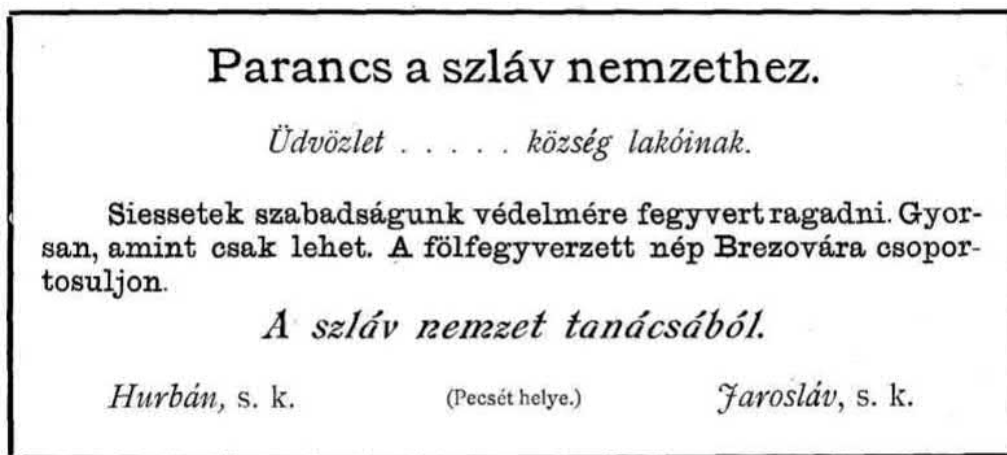 Parancs a szláv nemzethez.
Üdvözlet . . . . . község lakóinak.
Siessetek szabadságunk védelmére fegyvert ragadni. Gyor-
san, amint csak lehet. A fölfegyverzett nép Brezovára csopor-
tosuljon.
A szláv nemzet tanácsából.
Hurbán, s. k. (Pecsét helye.) Jarosláv, s. k.